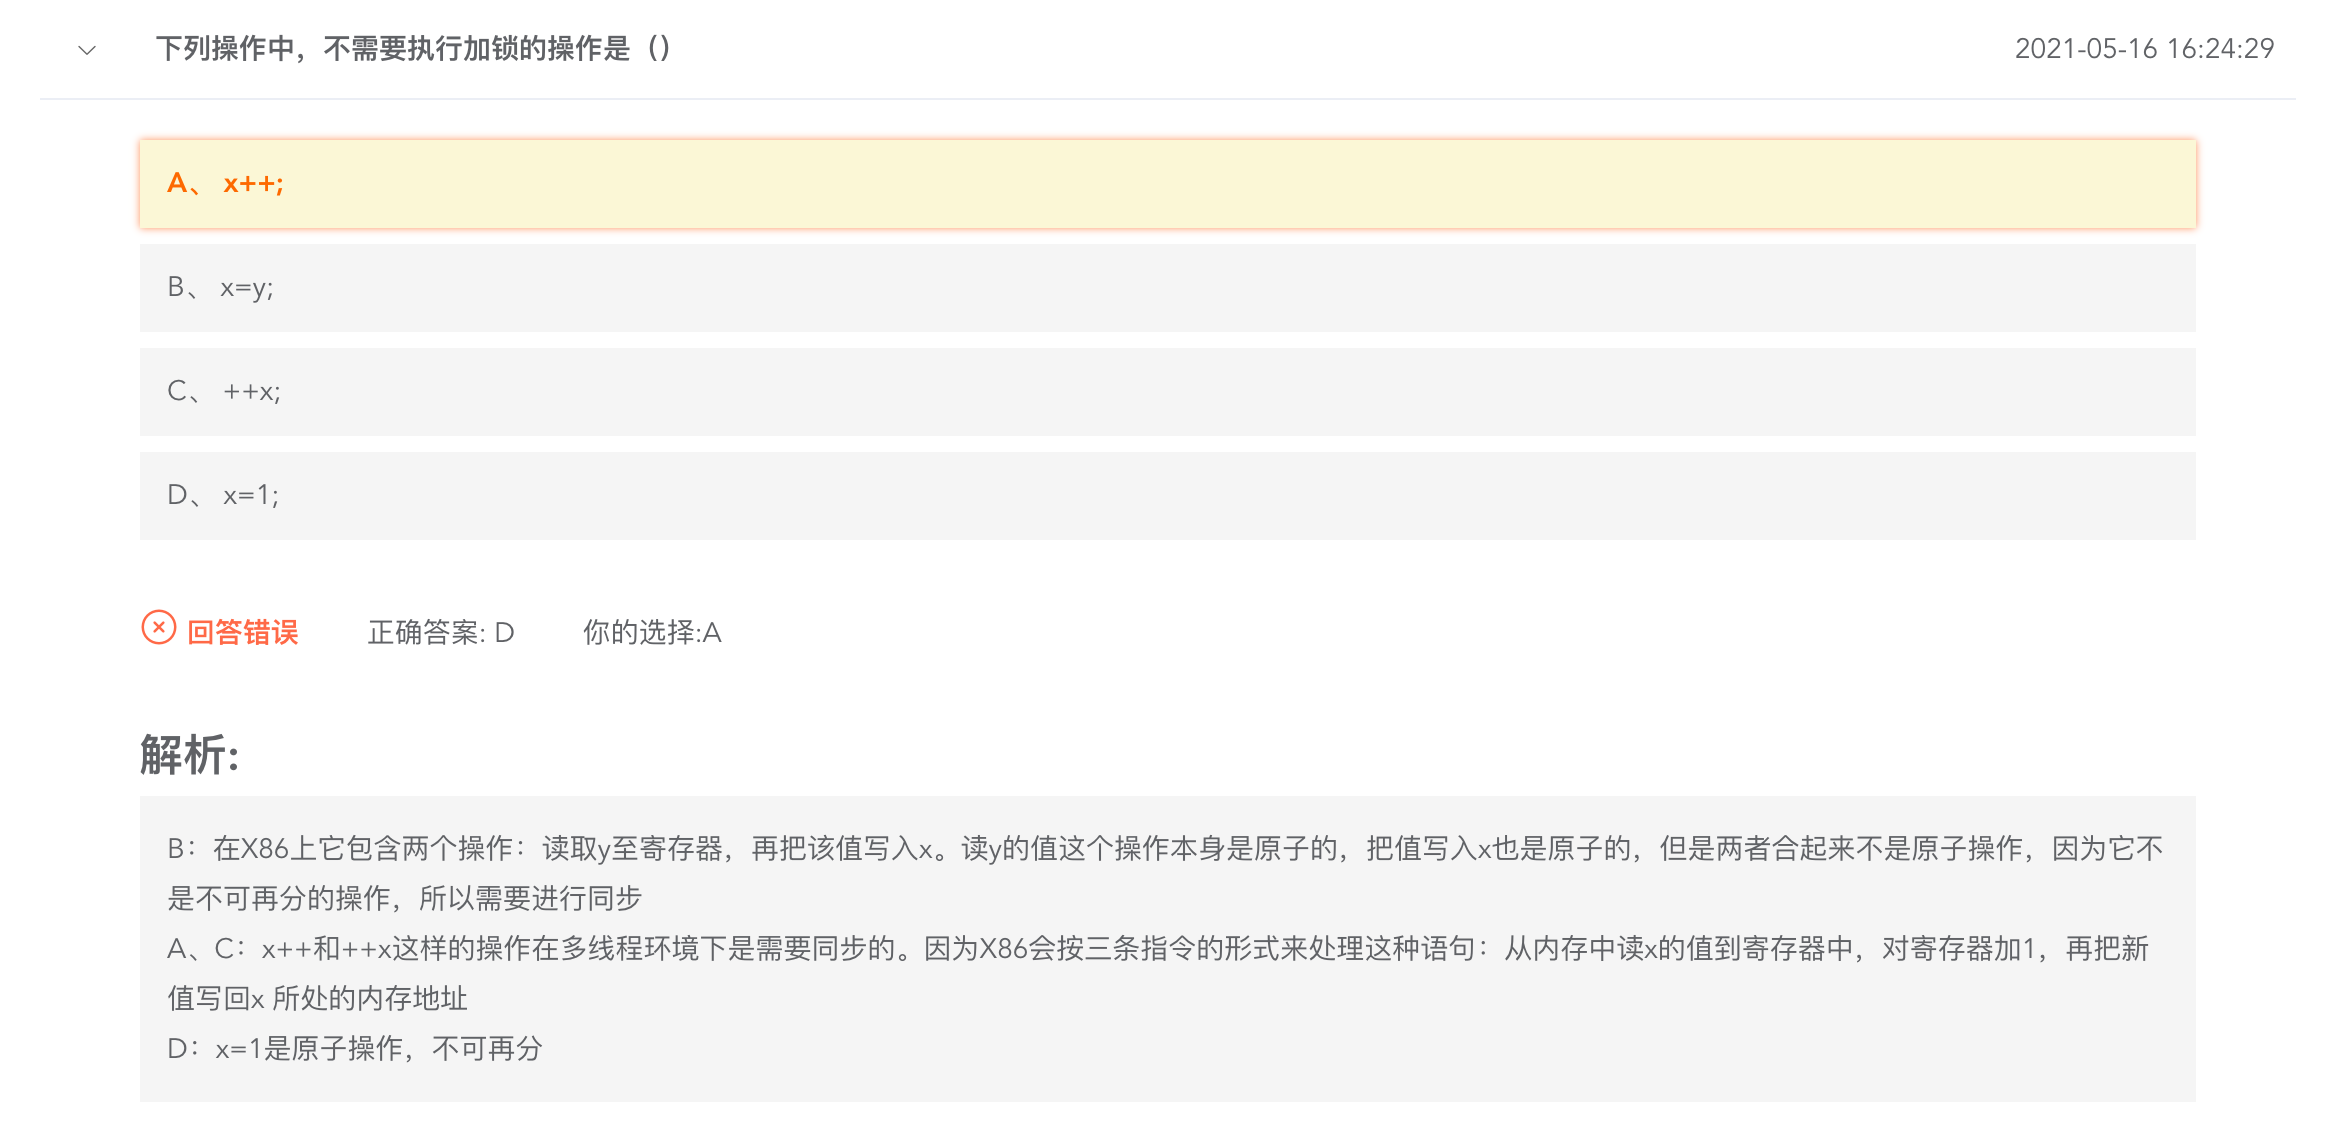 下列操作中，不需要执行加锁的操作是（）
2021-05-16 16:24:29
A、 x++;
B、 x=y;
C、 ++x;
D、 x=1;
回答错误 正确答案: D 你的选择:A
解析:
B：在X86上它包含两个操作：读取y至寄存器，再把该值写入x。读y的值这个操作本身是原子的，把值写入x也是原子的，但是两者合起来不是原子操作，因为它不
是不可再分的操作，所以需要进行同步
A、C：x++和++x这样的操作在多线程环境下是需要同步的。因为X86会按三条指令的形式来处理这种语句：从内存中读x的值到寄存器中，对寄存器加1，再把新
值写回x 所处的内存地址
D：x=1是原子操作，不可再分